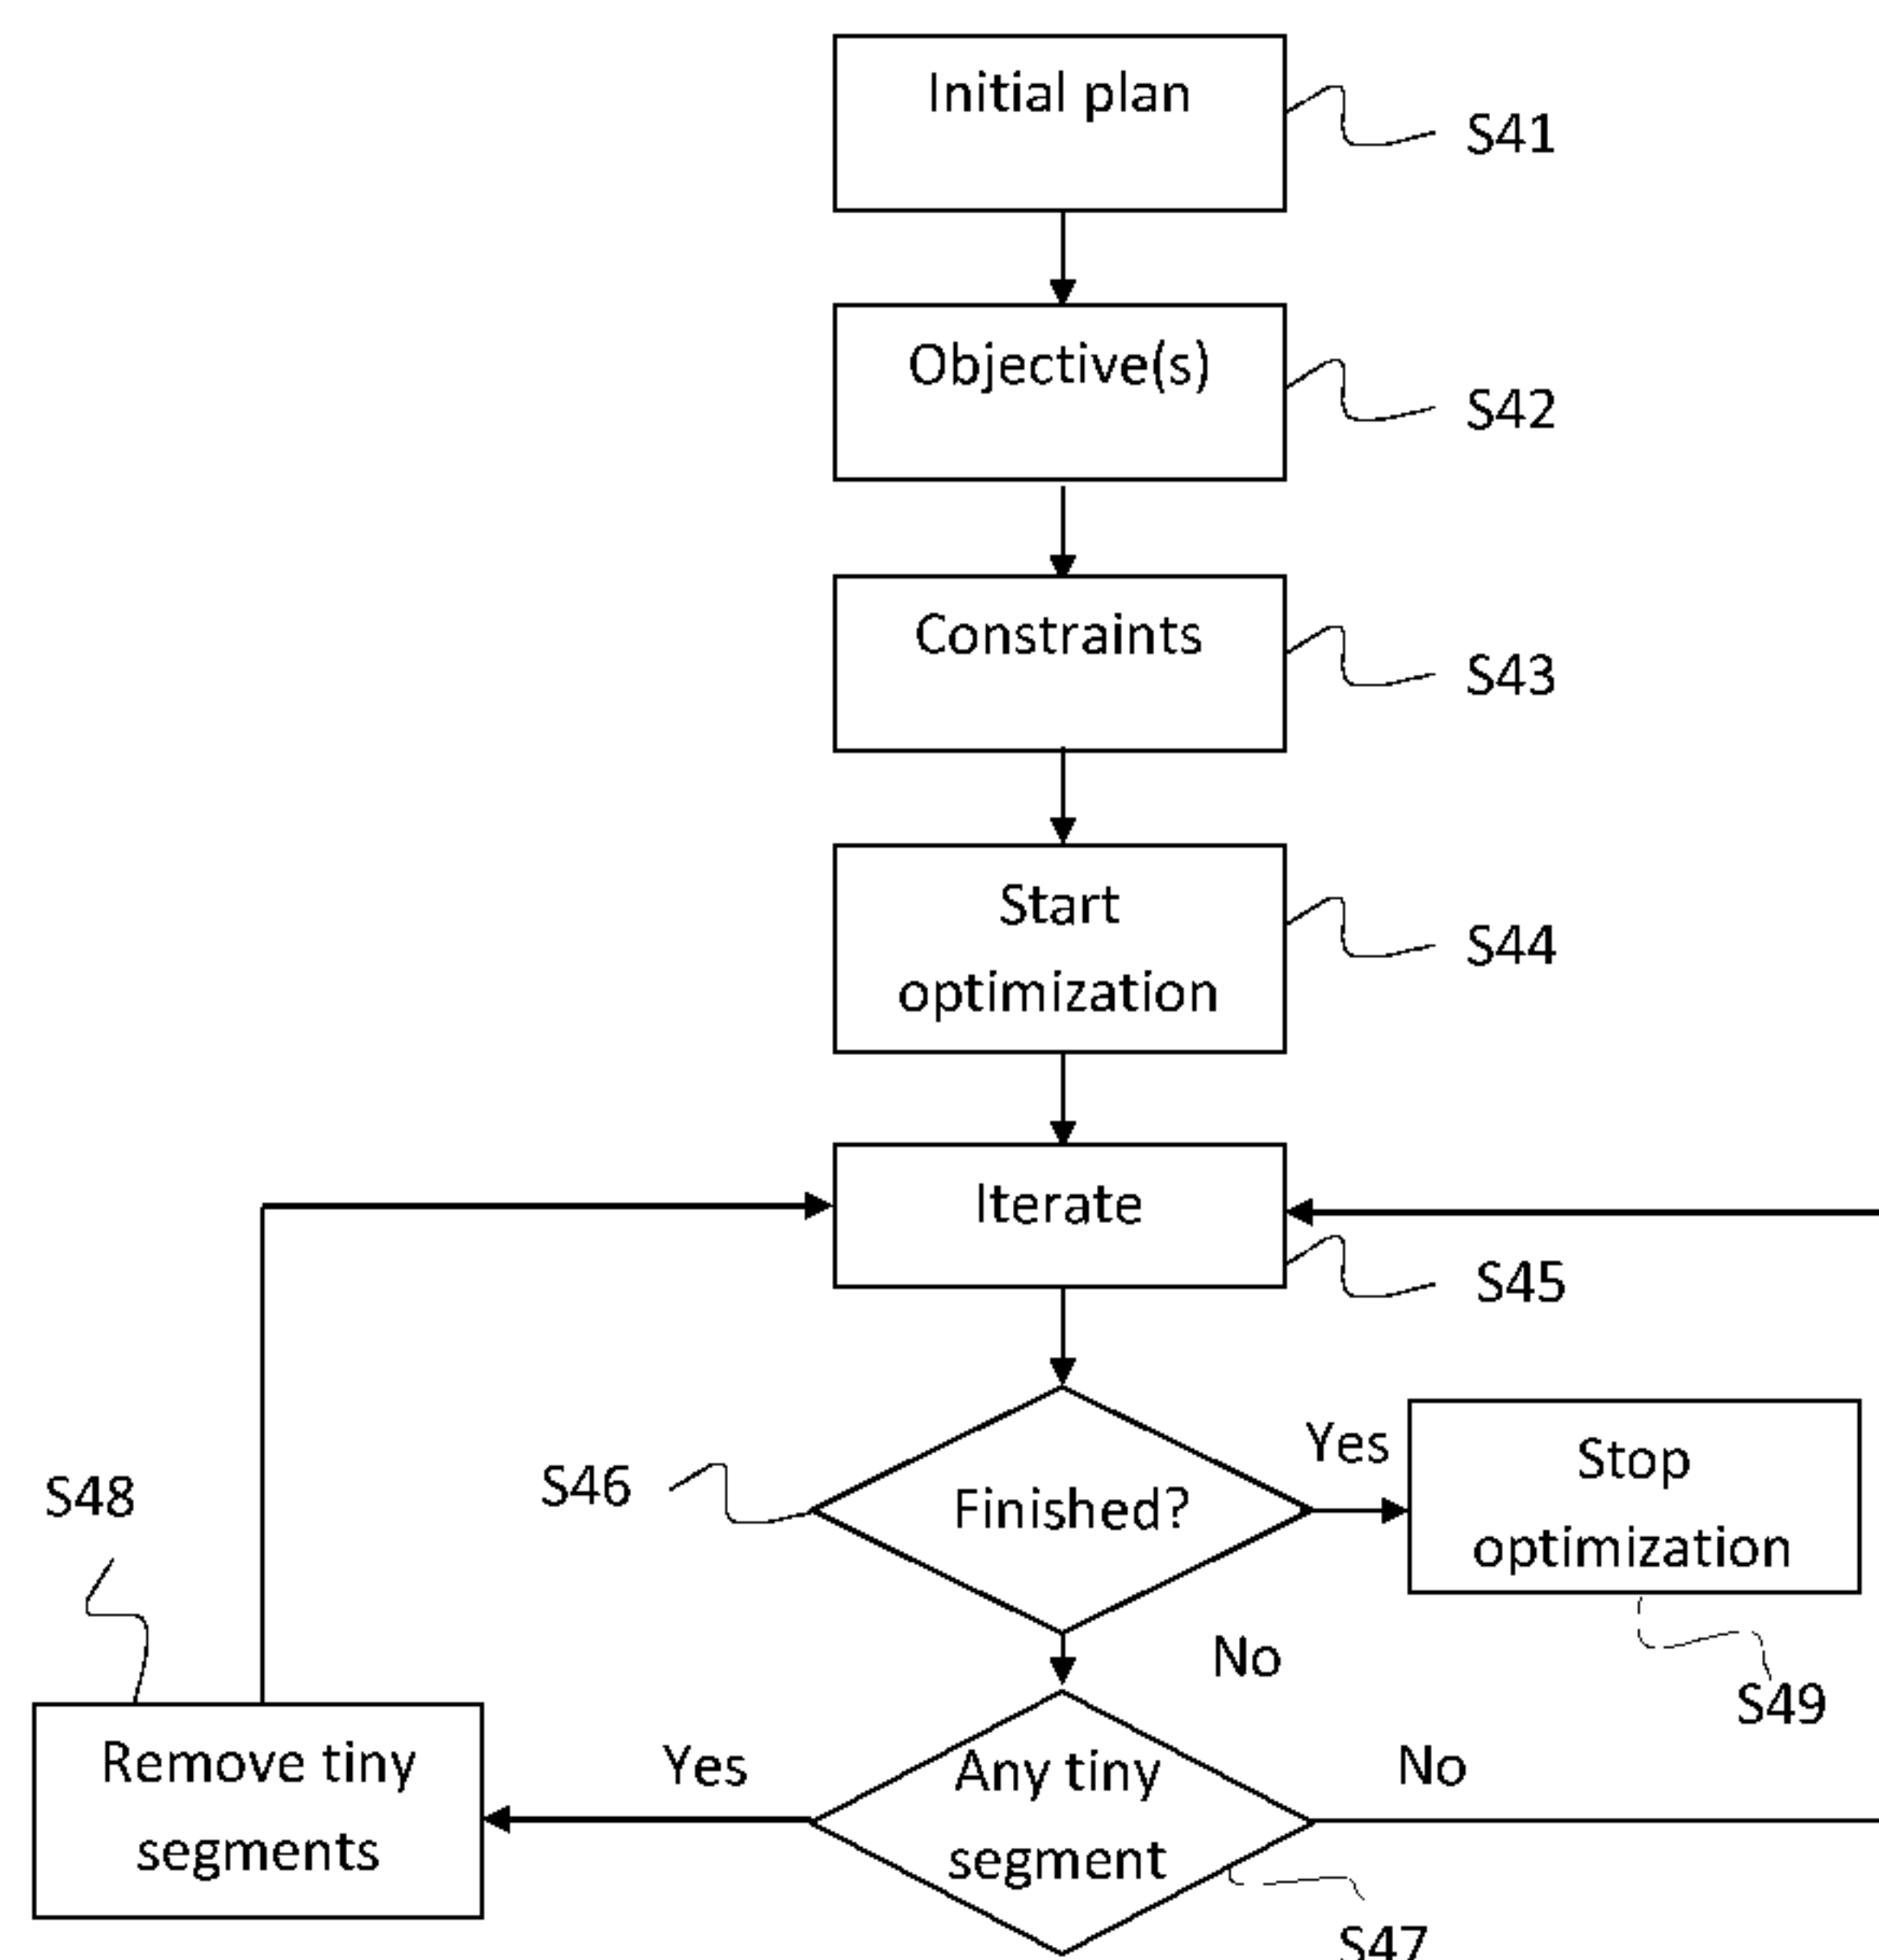 Initial plan
S41
Objective(s)
S42
Constraints
S43
Start
optimization
S44
Iterate
S45
Finished?
S46
Yes
Stop
optimization
S49
No
Any tiny
segment
S47
Yes
No
Remove tiny
segments
S48